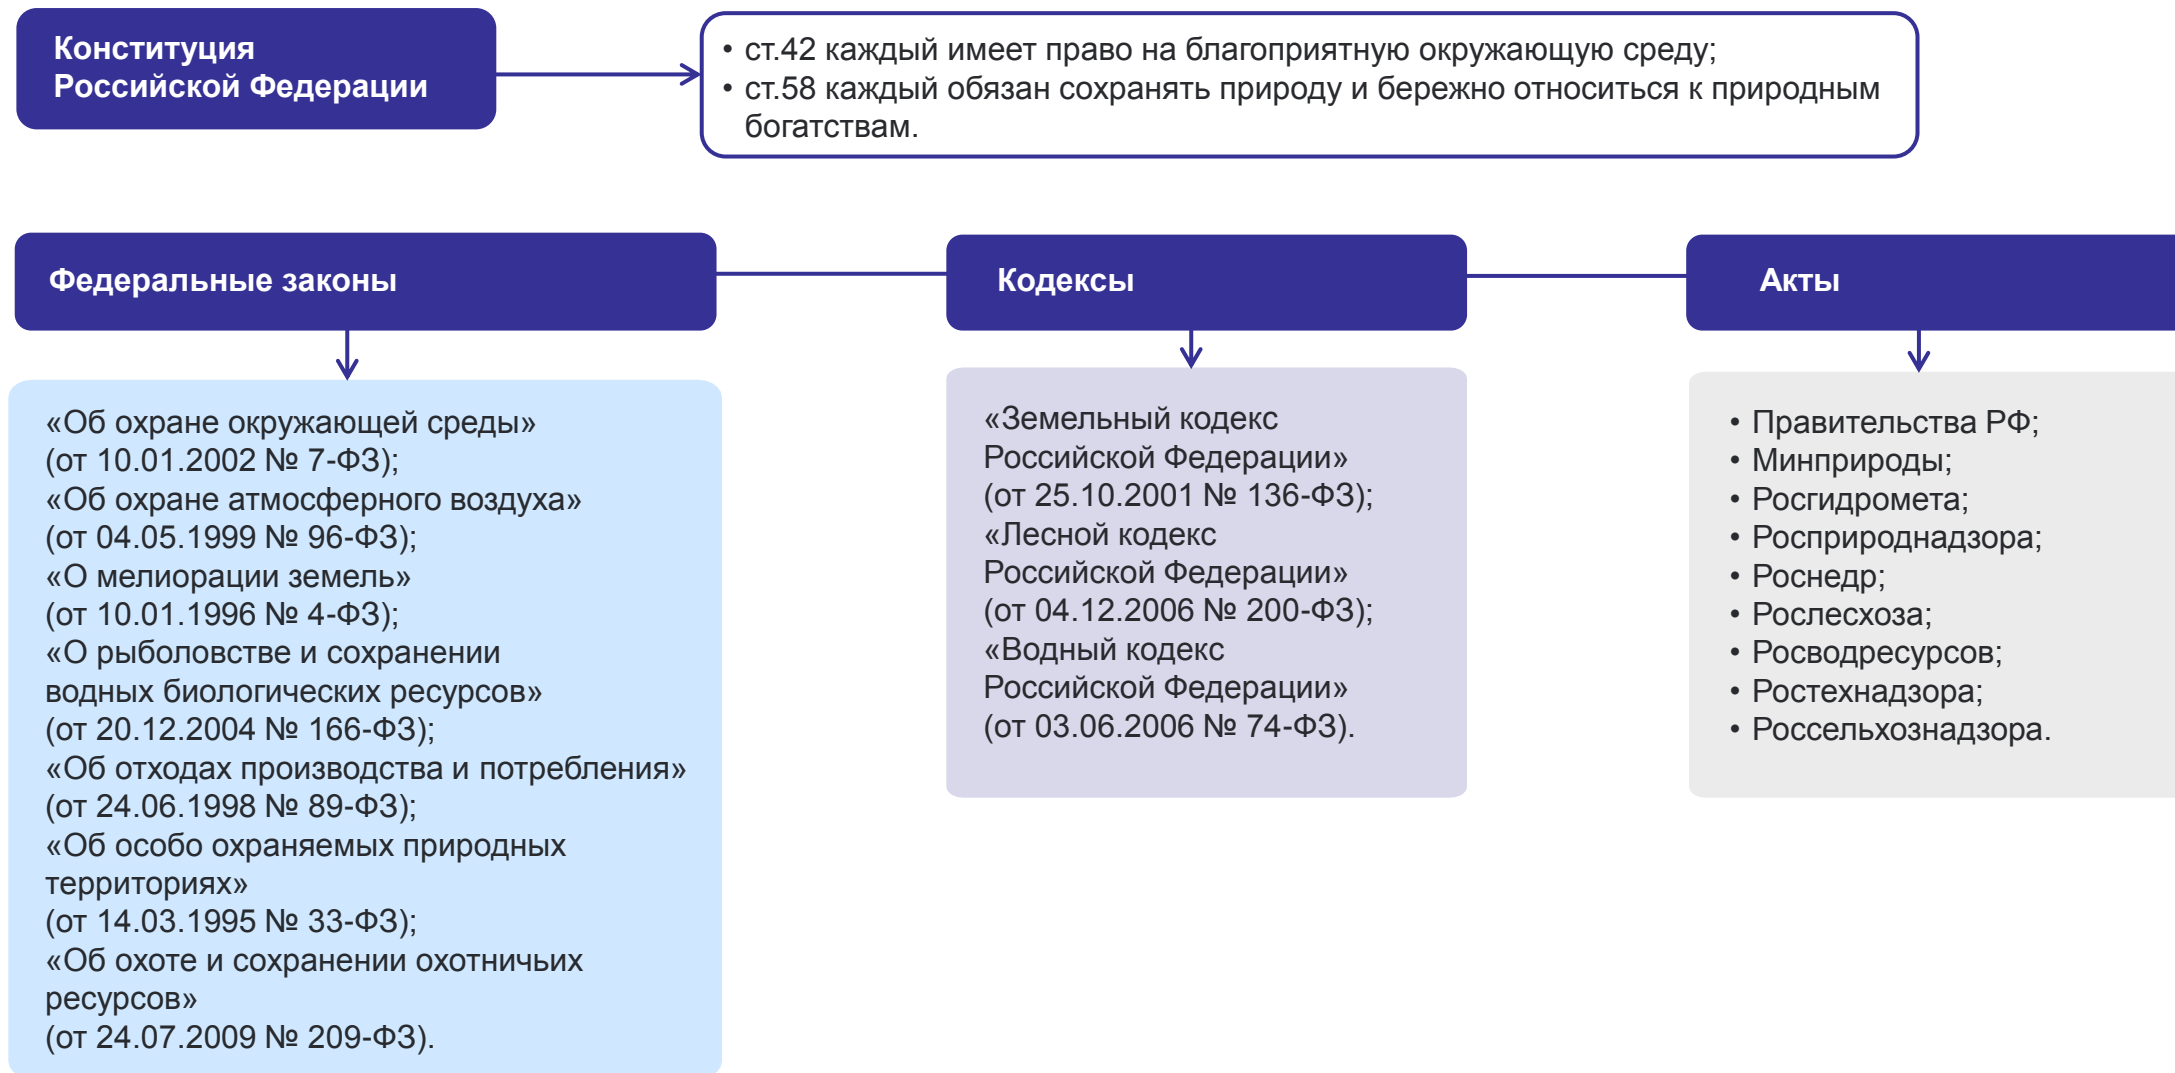 Конституция
Российской Федерации
• ст.42 каждый имеет право на благоприятную окружающую среду;
• ст.58 каждый обязан сохранять природу и бережно относиться к природным
богатствам.
Федеральные законы
«Об охране окружающей среды»
(от 10.01.2002 № 7-ФЗ);
«Об охране атмосферного воздуха»
(от 04.05.1999 № 96-ФЗ);
«О мелиорации земель»
(от 10.01.1996 № 4-ФЗ);
«О рыболовстве и сохранении
водных биологических ресурсов»
(от 20.12.2004 № 166-ФЗ);
«Об отходах производства и потребления»
(от 24.06.1998 № 89-ФЗ);
«Об особо охраняемых природных
территориях»
(от 14.03.1995 № 33-ФЗ);
«Об охоте и сохранении охотничьих
ресурсов»
(от 24.07.2009 № 209-ФЗ).
Кодексы
«Земельный кодекс
Российской Федерации»
(от 25.10.2001 № 136-ФЗ);
«Лесной кодекс
Российской Федерации»
(от 04.12.2006 № 200-ФЗ);
«Водный кодекс
Российской Федерации»
(от 03.06.2006 № 74-ФЗ).
Акты
• Правительства РФ;
• Минприроды;
• Росгидромета;
• Росприроднадзора;
• Роснедр;
• Рослесхоза;
• Росводресурсов;
• Ростехнадзора;
• Россельхознадзора.